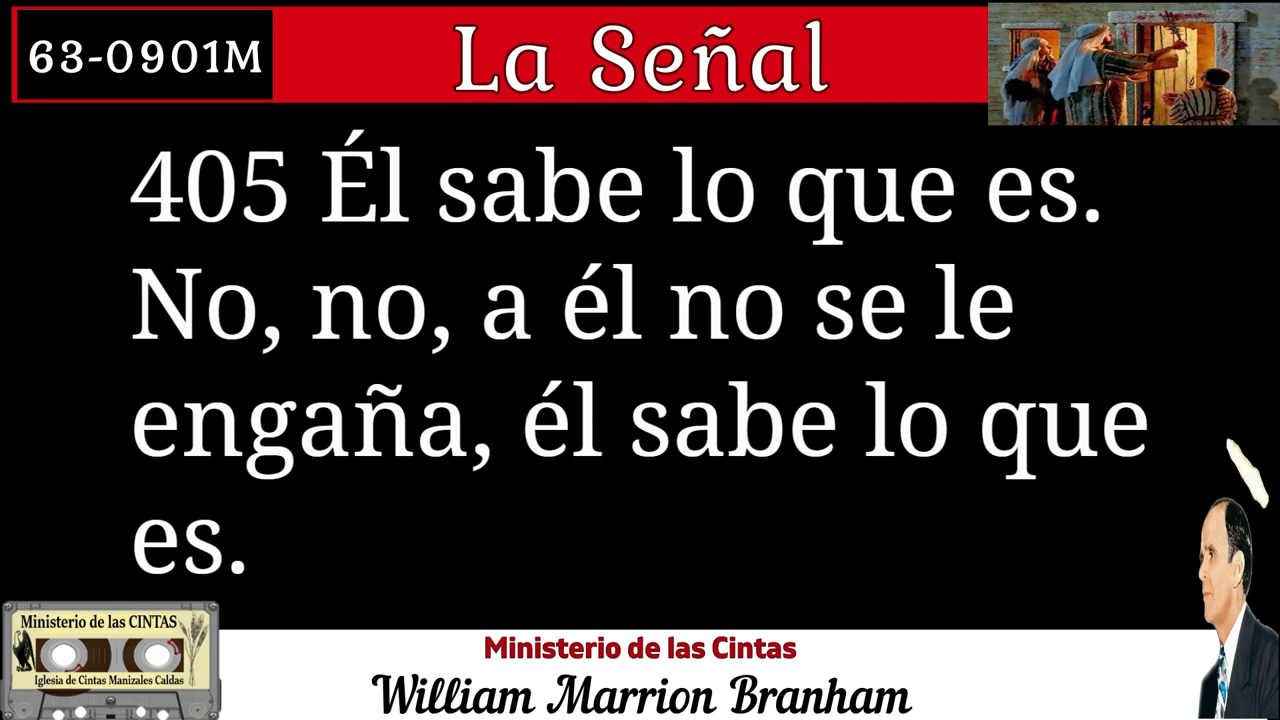 63-0901M
La Señal
405 Él sabe lo que es.
No, no, a él no se le
engaña, él sabe lo que
es.
Ministerio de las CINTAS
Iglesia de Cintas Manizales Caldas
Ministerio de las Cintas
William Marrion Branham